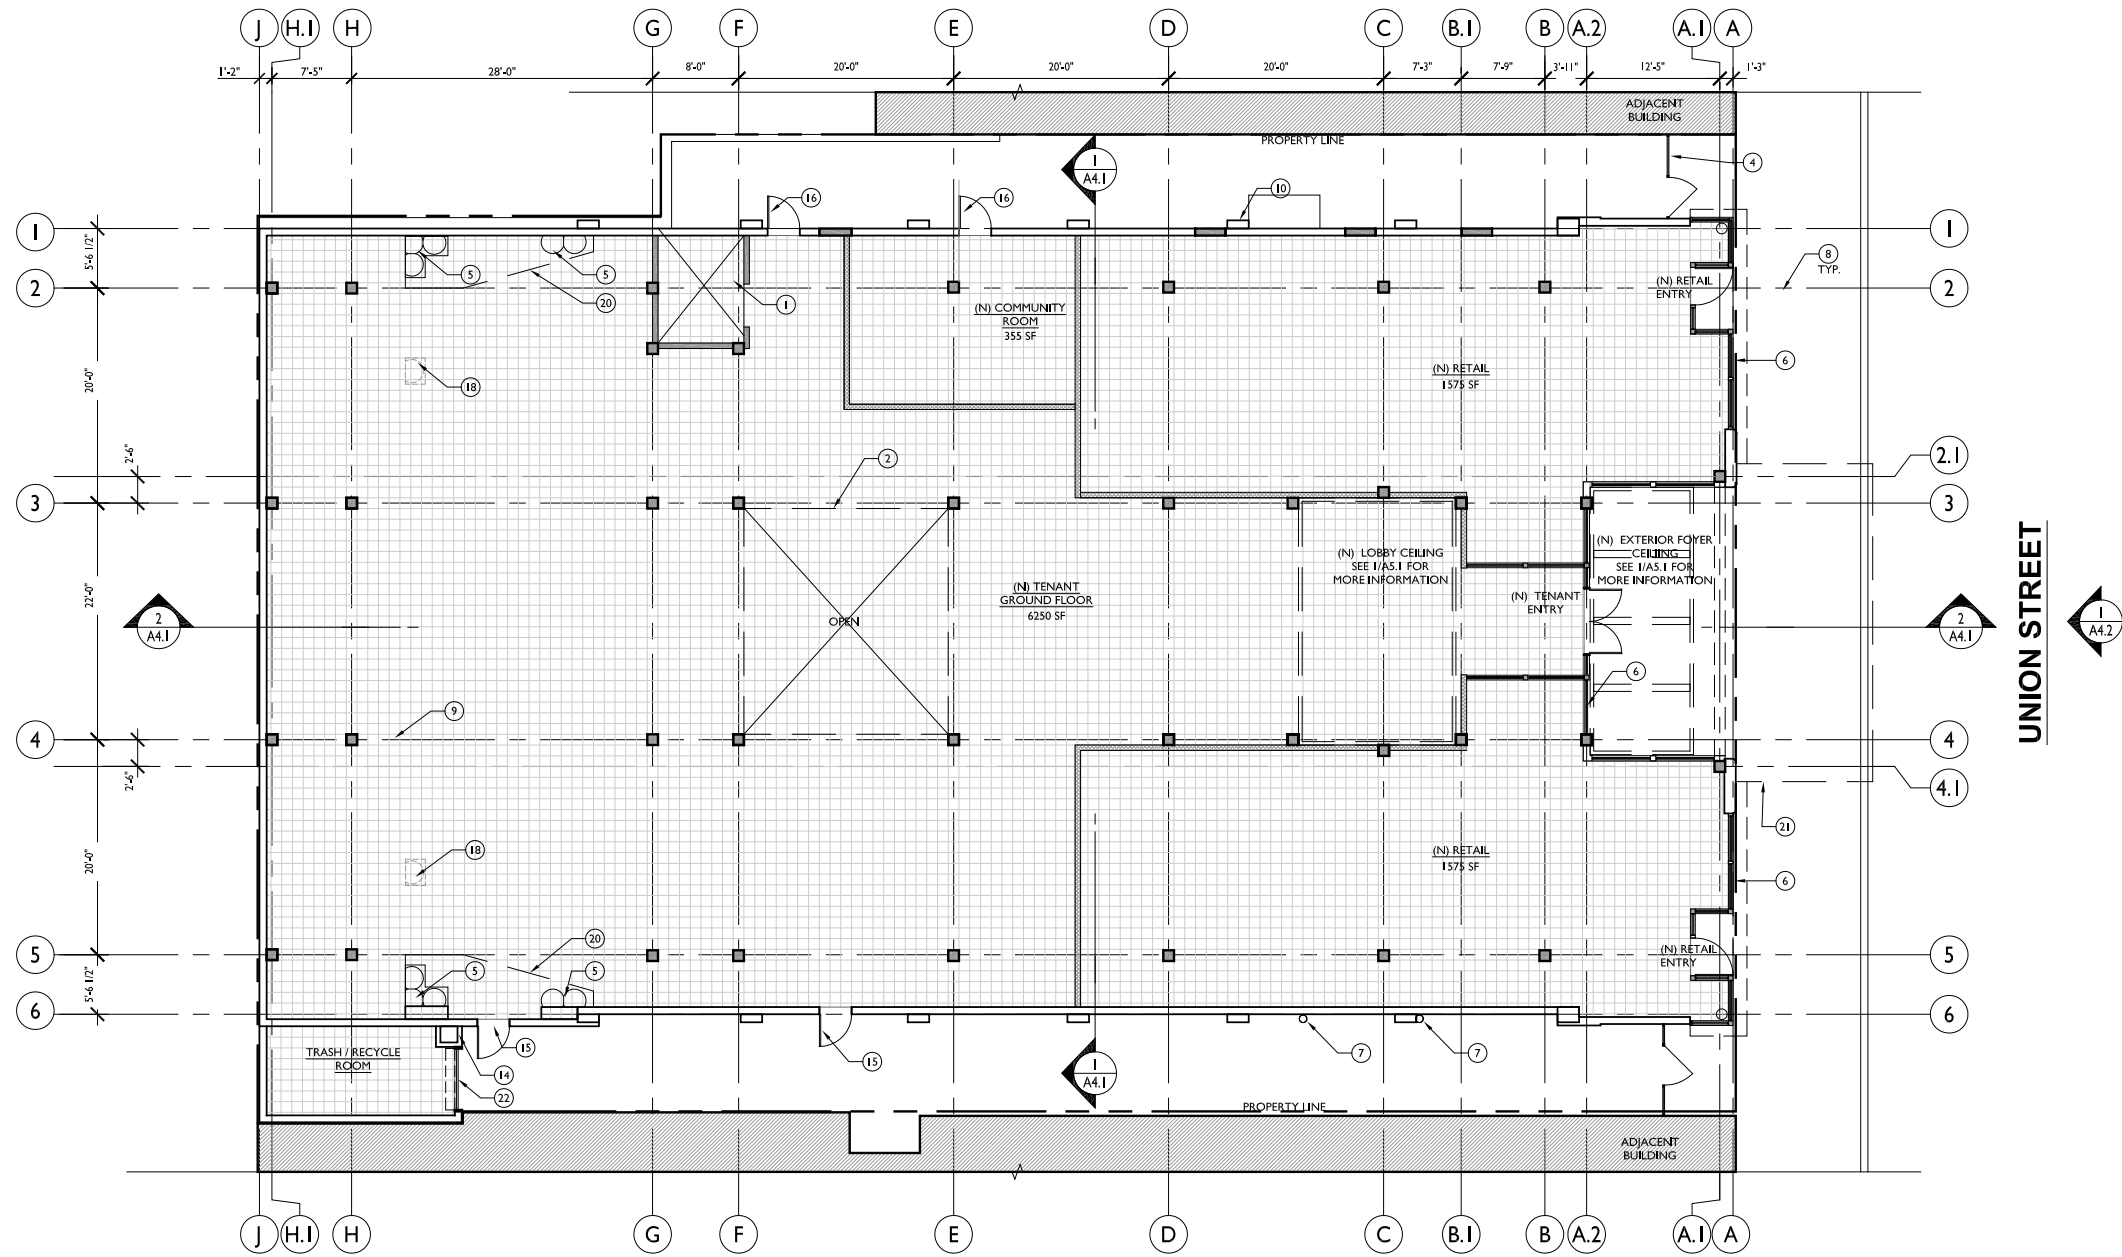 J H.1 H G F E D C B.1 B A.2 A.1 A
1'-2" 7'-5" 28'-0" 8'-0" 20'-0" 20'-0" 20'-0" 7'-3" 7'-9" 3'-11" 12'-5" 1'-3"
ADJACENT
BUILDING
PROPERTY LINE
1
A4.1
4
16
16
10
1
1
5'-6 1/2"
5
5
20
1
8
TYP.
2
2
(N) RETAIL
ENTRY
(N) COMMUNITY
ROOM
355 SF
6
20'-0"
18
(N) RETAIL
1575 SF
2'-6"
2
2.1
3
3
(N) LOBBY CEILING
SEE 1/A5.1 FOR
MORE INFORMATION
(N) EXTERIOR FOYER
CEILING
SEE 1/A5.1 FOR
MORE INFORMATION
(N) TENANT
GROUND FLOOR
6250 SF
(N) TENANT
ENTRY
22'-0"
OPEN
2
A4.1
2
A4.1
UNION STREET
1
A4.2
6
9
4
4
2'-6"
4.1
21
20'-0"
18
(N) RETAIL
1575 SF
6
20
5
5
(N) RETAIL
ENTRY
5
5
5'-6 1/2"
6
6
TRASH / RECYCLE
ROOM
15
14
22
15
1
A4.1
7
7
PROPERTY LINE
ADJACENT
BUILDING
J H.1 H G F E D C B.1 B A.2 A.1 A